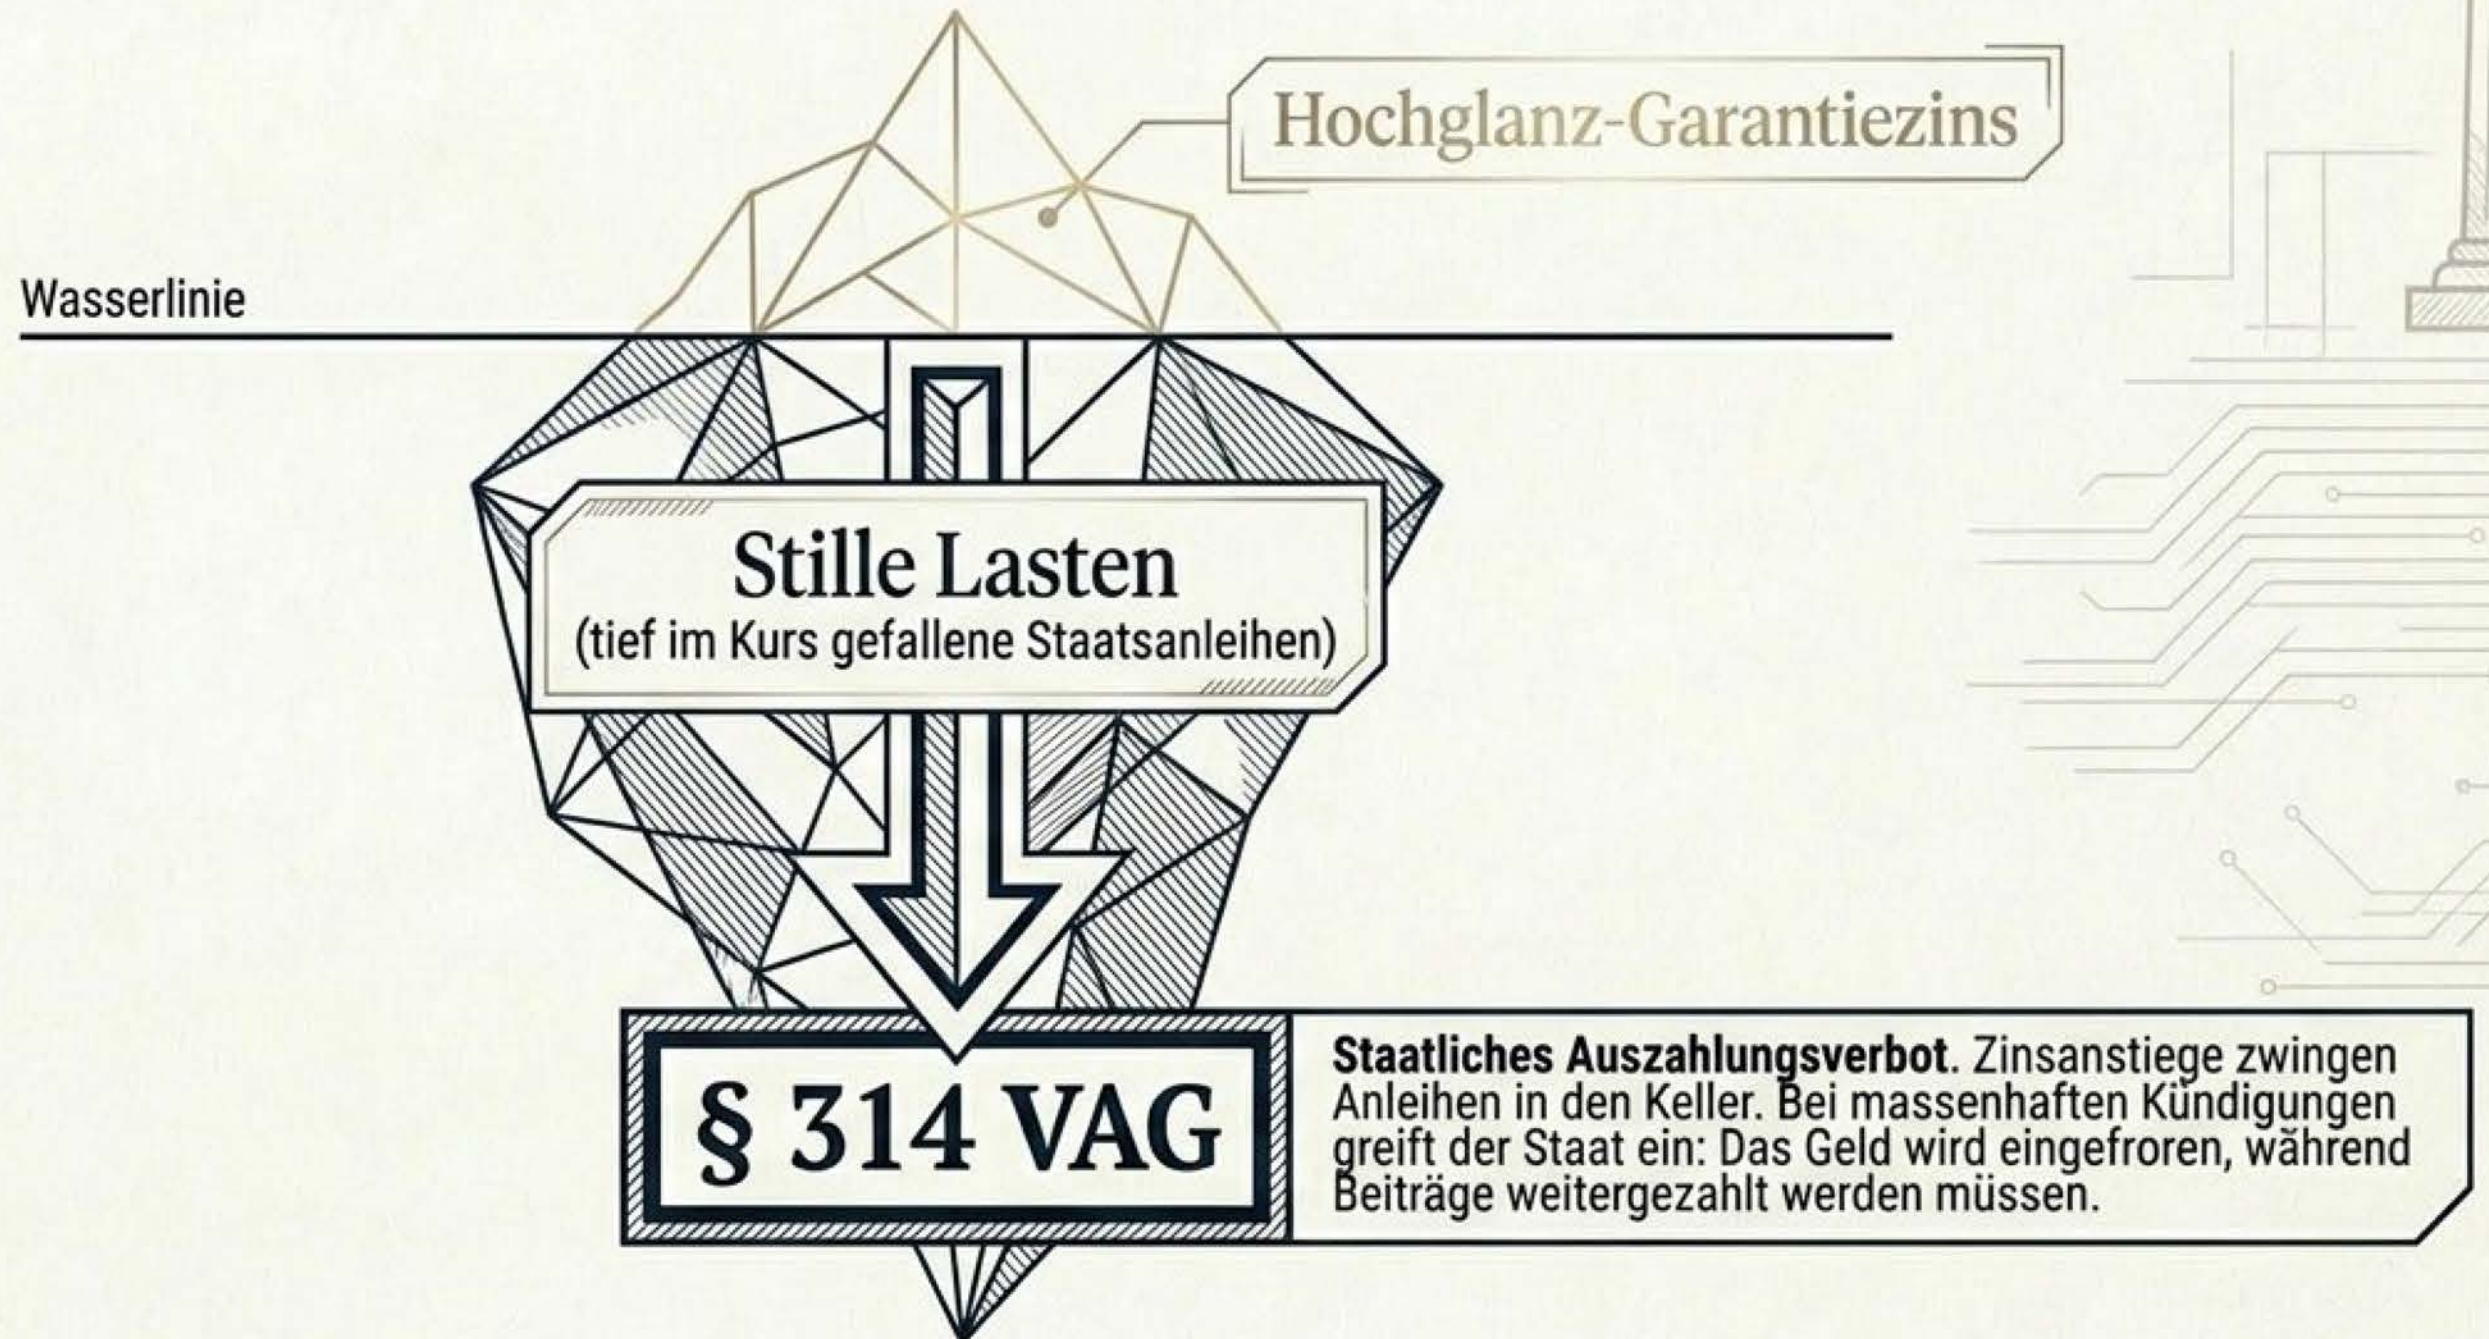 Hochglanz-Garantiezins
Wasserlinie
Stille Lasten
(tief im Kurs gefallene Staatsanleihen)
§ 314 VAG
Staatliches Auszahlungsverbot. Zinsanstiege zwingen
Anleihen in den Keller. Bei massenhaften Kündigungen
greift der Staat ein: Das Geld wird eingefroren, während
Beiträge weitergezahlt werden müssen.